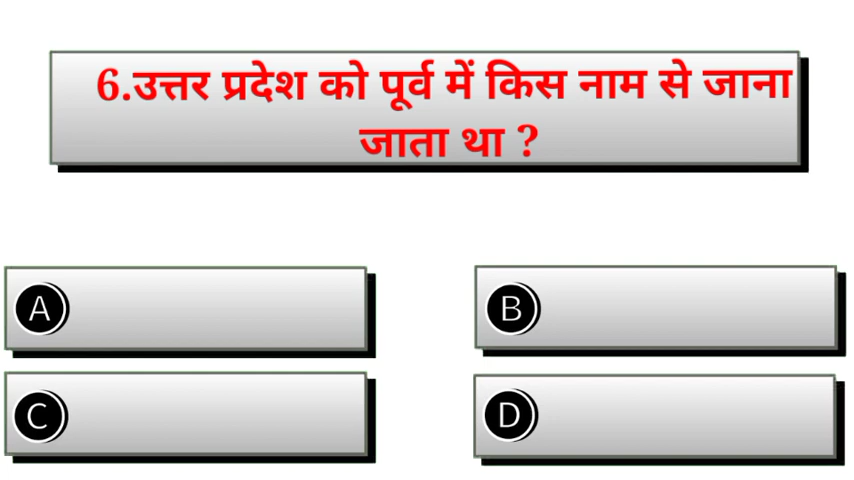 6.उत्तर प्रदेश को पूर्व में किस नाम से जाना
जाता था ?
A
B
C
D